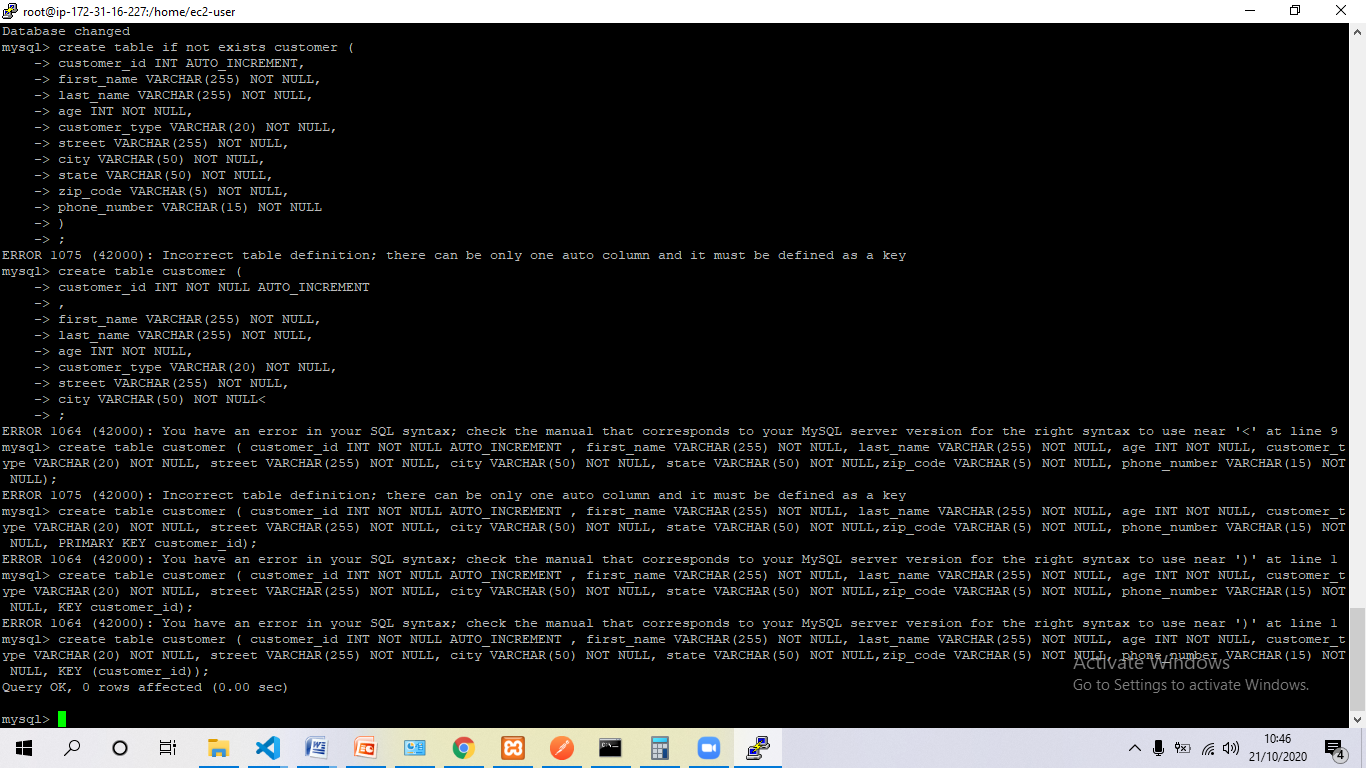 root@ip-172-31-16-227:/home/ec2-user
Database changed
mysql> create table if not exists customer (
    -> customer_id INT AUTO_INCREMENT,
    -> first_name VARCHAR(255) NOT NULL,
    -> last_name VARCHAR(255) NOT NULL,
    -> age INT NOT NULL,
    -> customer_type VARCHAR(20) NOT NULL,
    -> street VARCHAR(255) NOT NULL,
    -> city VARCHAR(50) NOT NULL,
    -> state VARCHAR(50) NOT NULL,
    -> zip_code VARCHAR(5) NOT NULL,
    -> phone_number VARCHAR(15) NOT NULL
    -> )
    -> ;
ERROR 1075 (42000): Incorrect table definition; there can be only one auto column and it must be defined as a key
mysql> create table customer (
    -> customer_id INT NOT NULL AUTO_INCREMENT
    -> ,
    -> first_name VARCHAR(255) NOT NULL,
    -> last_name VARCHAR(255) NOT NULL,
    -> age INT NOT NULL,
    -> customer_type VARCHAR(20) NOT NULL,
    -> street VARCHAR(255) NOT NULL,
    -> city VARCHAR(50) NOT NULL<
    -> ;
ERROR 1064 (42000): You have an error in your SQL syntax; check the manual that corresponds to your MySQL server version for the right syntax to use near '<' at line 9
mysql> create table customer ( customer_id INT NOT NULL AUTO_INCREMENT , first_name VARCHAR(255) NOT NULL, last_name VARCHAR(255) NOT NULL, age INT NOT NULL, customer_t
ype VARCHAR(20) NOT NULL, street VARCHAR(255) NOT NULL, city VARCHAR(50) NOT NULL, state VARCHAR(50) NOT NULL,zip_code VARCHAR(5) NOT NULL, phone_number VARCHAR(15) NOT
 NULL);
ERROR 1075 (42000): Incorrect table definition; there can be only one auto column and it must be defined as a key
mysql> create table customer ( customer_id INT NOT NULL AUTO_INCREMENT , first_name VARCHAR(255) NOT NULL, last_name VARCHAR(255) NOT NULL, age INT NOT NULL, customer_t
ype VARCHAR(20) NOT NULL, street VARCHAR(255) NOT NULL, city VARCHAR(50) NOT NULL, state VARCHAR(50) NOT NULL,zip_code VARCHAR(5) NOT NULL, phone_number VARCHAR(15) NOT
 NULL, PRIMARY KEY customer_id);
ERROR 1064 (42000): You have an error in your SQL syntax; check the manual that corresponds to your MySQL server version for the right syntax to use near ')' at line 1
mysql> create table customer ( customer_id INT NOT NULL AUTO_INCREMENT , first_name VARCHAR(255) NOT NULL, last_name VARCHAR(255) NOT NULL, age INT NOT NULL, customer_t
ype VARCHAR(20) NOT NULL, street VARCHAR(255) NOT NULL, city VARCHAR(50) NOT NULL, state VARCHAR(50) NOT NULL,zip_code VARCHAR(5) NOT NULL, phone_number VARCHAR(15) NOT
 NULL, KEY customer_id);
ERROR 1064 (42000): You have an error in your SQL syntax; check the manual that corresponds to your MySQL server version for the right syntax to use near ')' at line 1
mysql> create table customer ( customer_id INT NOT NULL AUTO_INCREMENT , first_name VARCHAR(255) NOT NULL, last_name VARCHAR(255) NOT NULL, age INT NOT NULL, customer_t
ype VARCHAR(20) NOT NULL, street VARCHAR(255) NOT NULL, city VARCHAR(50) NOT NULL, state VARCHAR(50) NOT NULL,zip_code VARCHAR(5) NOT NULL, phone_number VARCHAR(15) NOT
 NULL, KEY (customer_id));
Activate Windows
Query OK, 0 rows affected (0.00 sec)
Go to Settings to activate Windows.
mysql>
10:46
21/10/2020
4